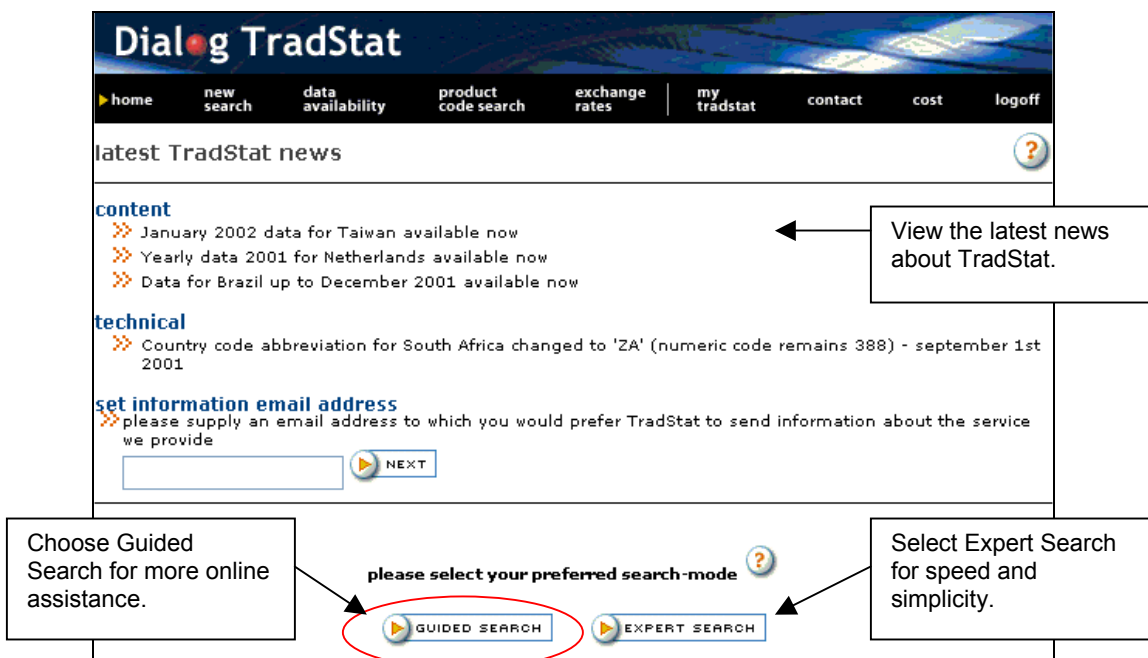 Dialog TradStat
home new search data availability product code search exchange rates my tradstat contact cost logoff
latest TradStat news
?
content
January 2002 data for Taiwan available now
Yearly data 2001 for Netherlands available now
Data for Brazil up to December 2001 available now
View the latest news
about TradStat.
technical
Country code abbreviation for South Africa changed to 'ZA' (numeric code remains 388) - september 1st
2001
set information email address
please supply an email address to which you would prefer TradStat to send information about the service
we provide
NEXT
Choose Guided
Search for more online
assistance.
please select your preferred search-mode ?
GUIDED SEARCH EXPERT SEARCH
Select Expert Search
for speed and
simplicity.